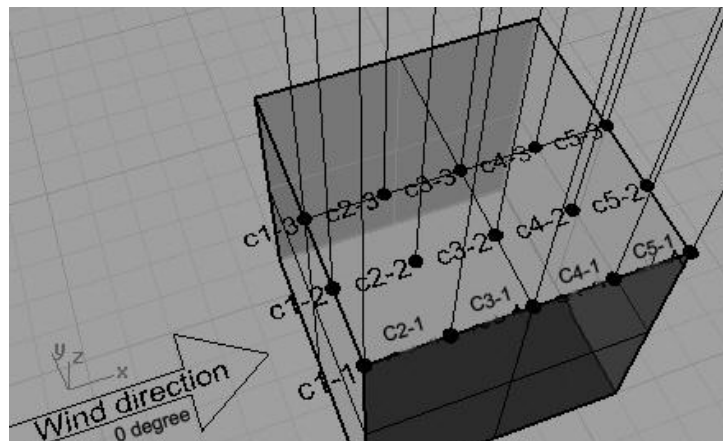 c1-3 c2-3 c3-3 c4-3 c5-3
c1-2 c2-2 c3-2 c4-2 c5-2
c1-1 C2-1 C3-1 C4-1 C5-1
y z x
Wind direction
0 degree